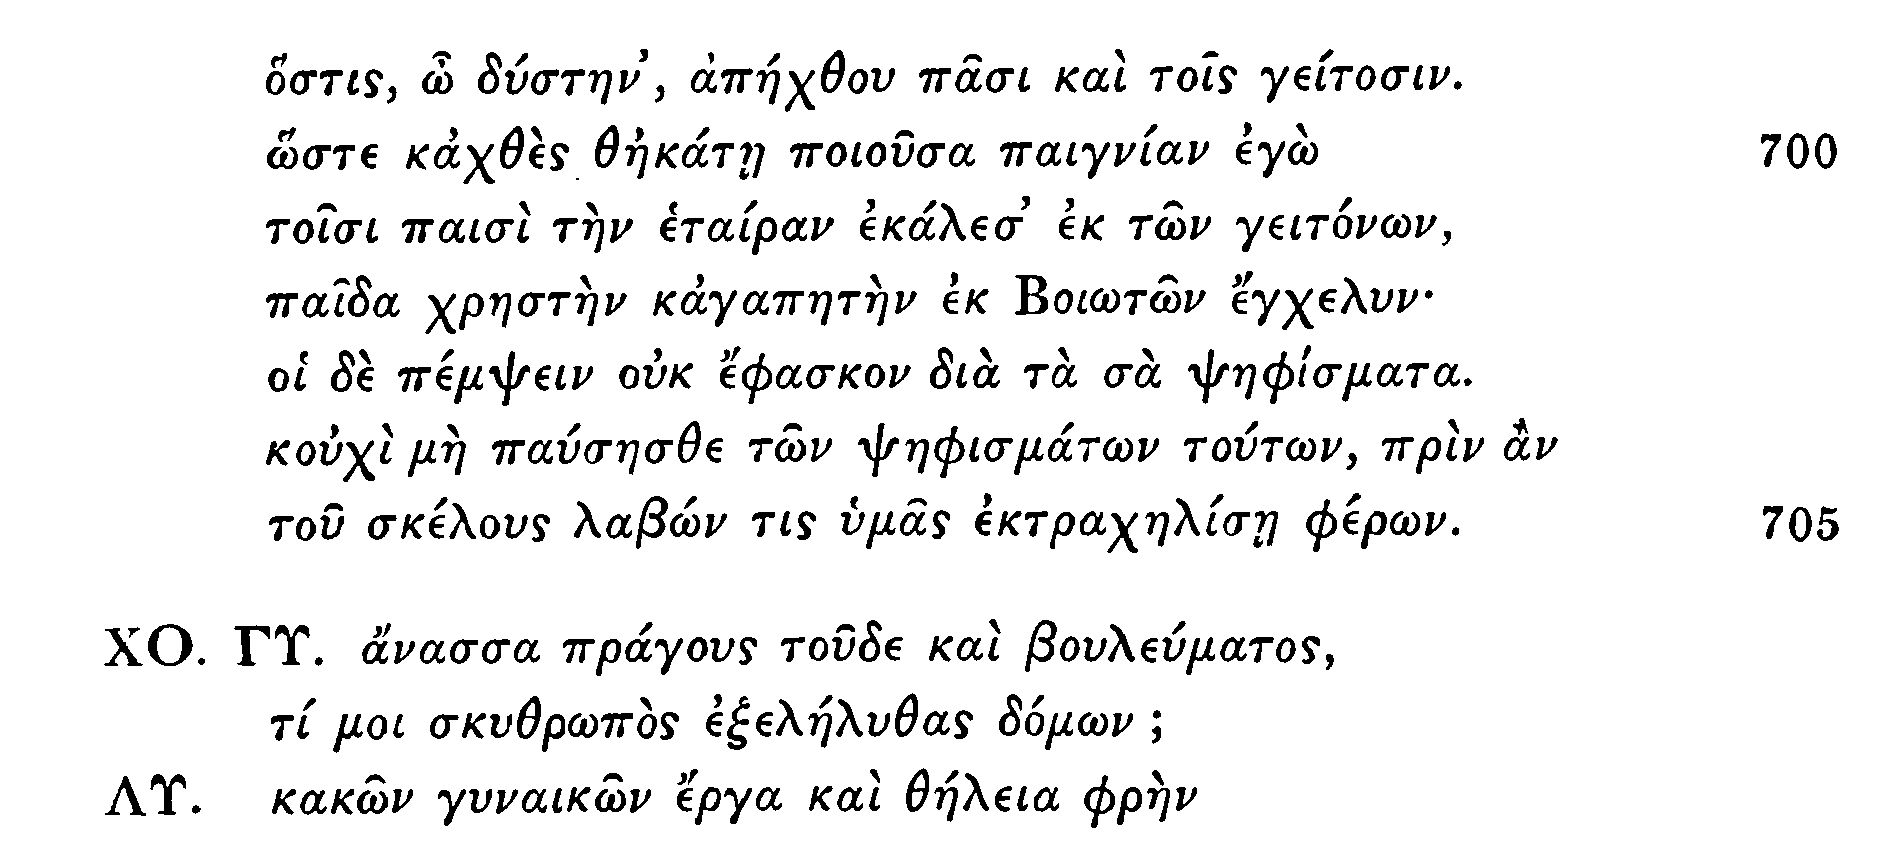 ὅστις, ὦ δύστην’, ἀπήχθου πᾶσι καὶ τοῖς γείτοσιν.
ὥστε κἀχθὲς θἠκάτῃ ποιοῦσα παιγνίαν ἐγὼ 700
τοῖσι παισὶ τὴν ἑταίραν ἐκάλεσ’ ἐκ τῶν γειτόνων,
παῖδα χρηστὴν κἀγαπητὴν ἐκ Βοιωτῶν ἔγχελυν·
οἱ δὲ πέμψειν οὐκ ἔφασκον διὰ τὰ σὰ ψηφίσματα.
κοὐχὶ μὴ παύσησθε τῶν ψηφισμάτων τούτων, πρὶν ἂν
τοῦ σκέλους λαβών τις ὑμᾶς ἐκτραχηλίσῃ φέρων. 705
ΧΟ. ΓΥ. ἄνασσα πράγους τοῦδε καὶ βουλεύματος,
τί μοι σκυθρωπὸς ἐξελήλυθας δόμων ;
ΛΥ. κακῶν γυναικῶν ἔργα καὶ θήλεια φρὴν